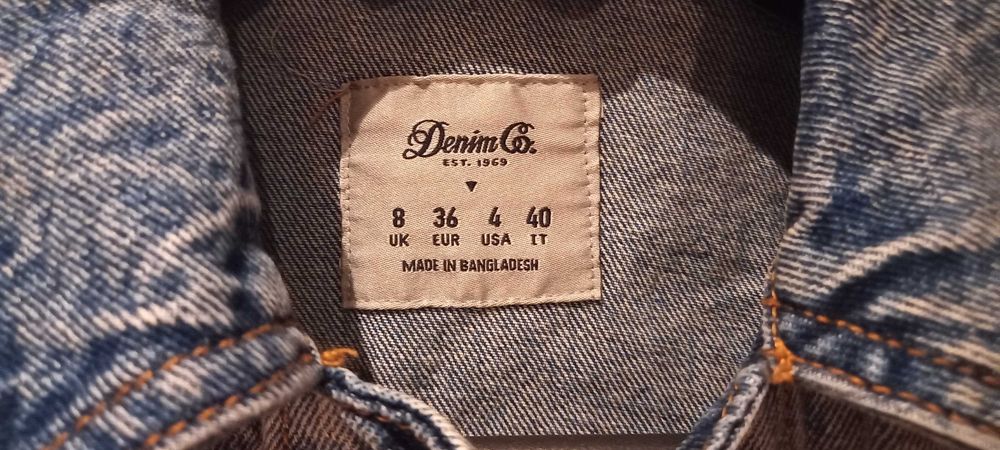 Denim Co.
EST. 1969
8 36 4 40
UK EUR USA IT
MADE IN BANGLADESH